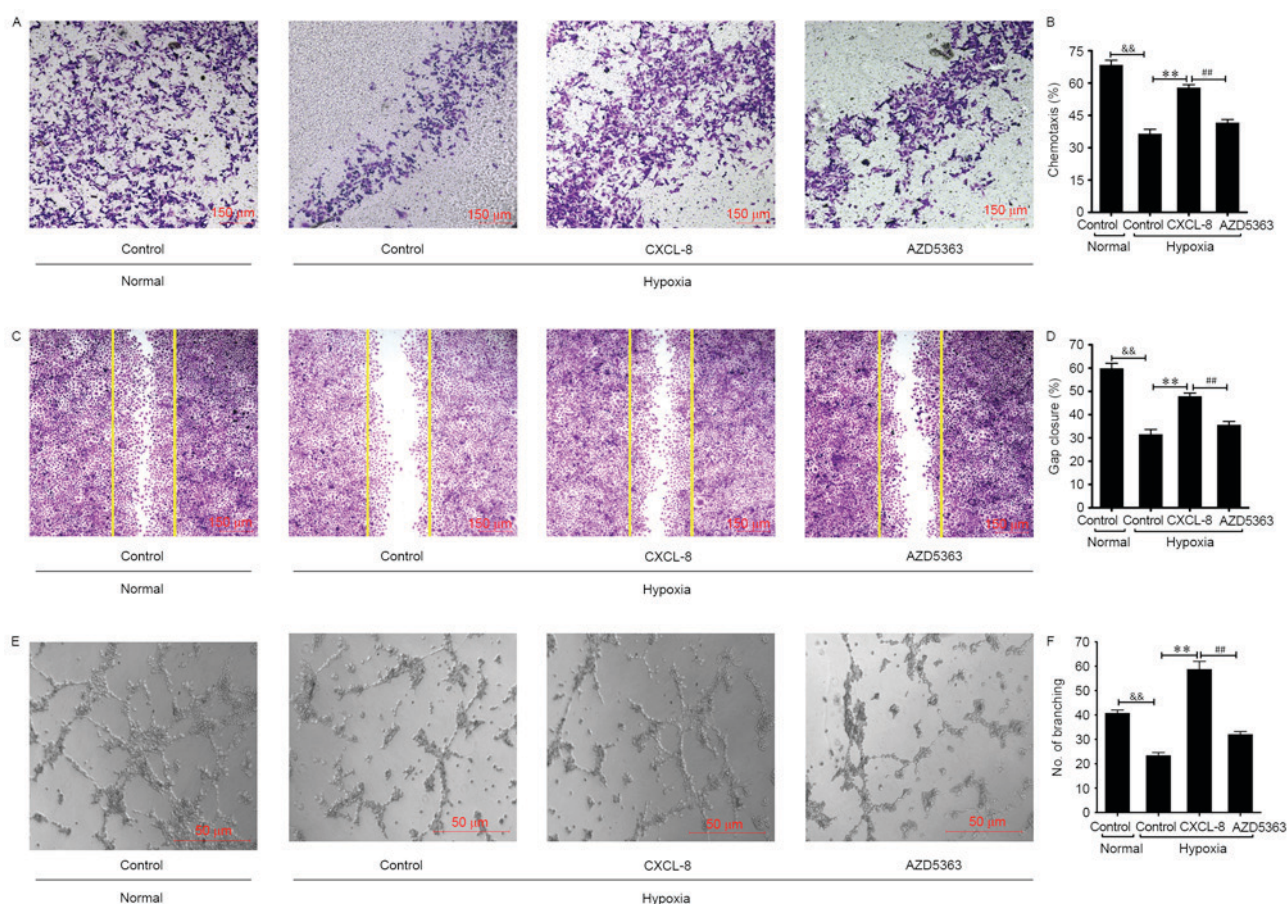 A
150 µm
150 µm
150 µm
150 µm
Control
Control
CXCL-8
AZD5363
Normal
Hypoxia
B
Chemotaxis (%)
75
60
45
30
15
0
&&
**
##
Control Control CXCL-8 AZD5363
Normal Hypoxia
C
150 µm
150 µm
150 µm
150 µm
Control
Control
CXCL-8
AZD5363
Normal
Hypoxia
D
Gap closure (%)
70
60
50
40
30
20
10
0
&&
**
##
Control Control CXCL-8 AZD5363
Normal Hypoxia
E
50 µm
50 µm
50 µm
50 µm
Control
Control
CXCL-8
AZD5363
Normal
Hypoxia
F
No. of branching
70
60
50
40
30
20
10
0
&&
**
##
Control Control CXCL-8 AZD5363
Normal Hypoxia